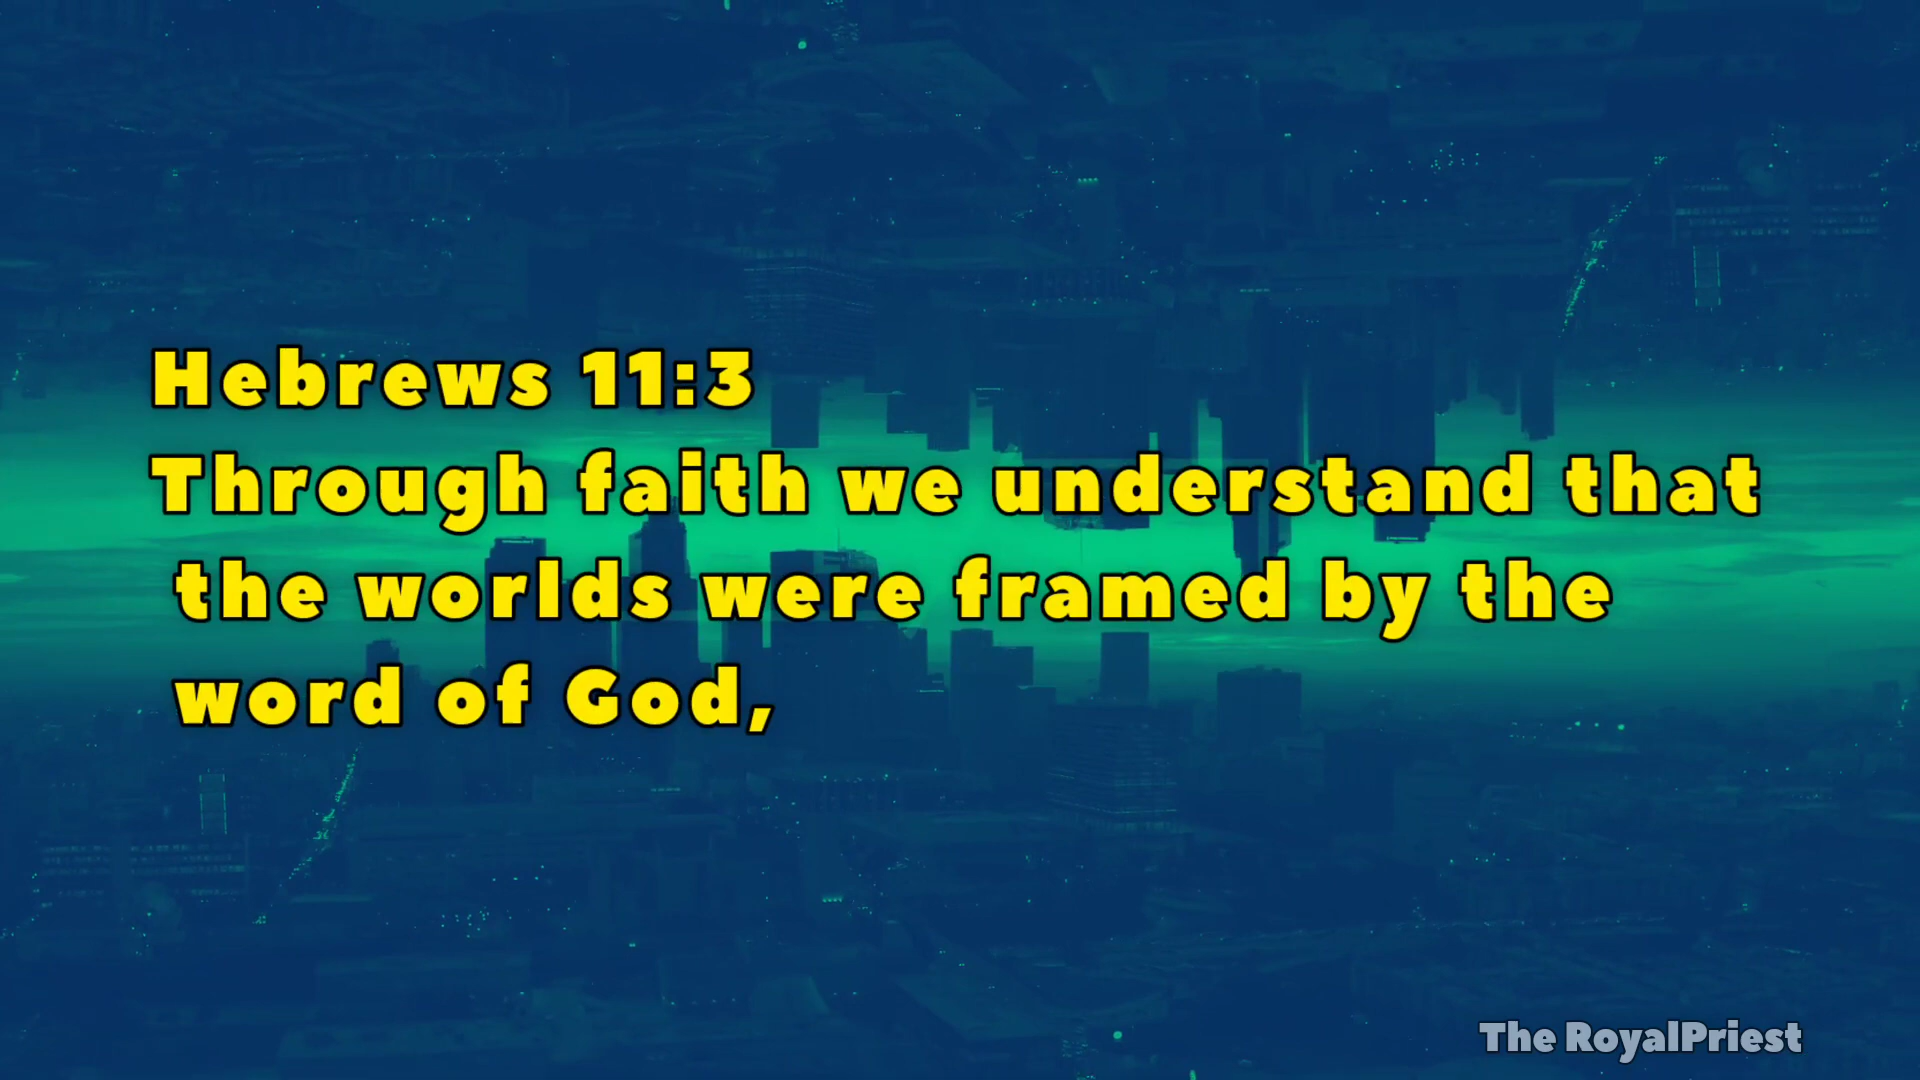 Hebrews 11:3
Through faith we understand that
the worlds were framed by the
word of God,
The RoyalPriest